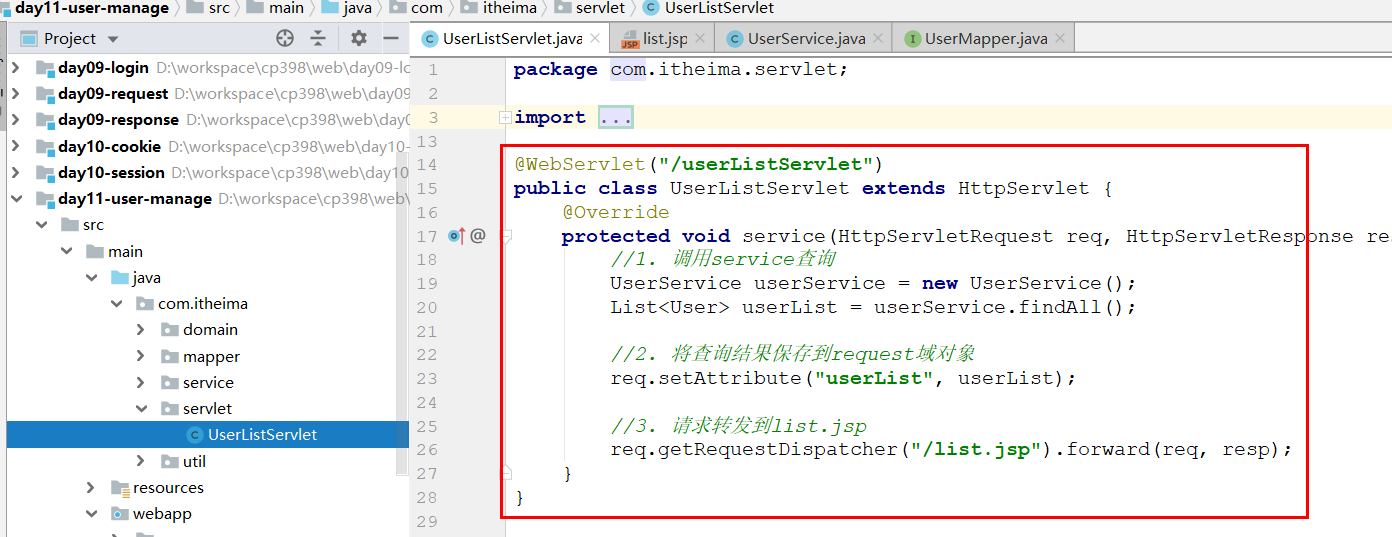 day11-user-manage src main java com itheima servlet UserListServlet
Project
UserListServlet.java list.jsp UserService.java UserMapper.java
day09-login D:\workspace\cp398\web\day09-lo
day09-request D:\workspace\cp398\web\day09
day09-response D:\workspace\cp398\web\day0
day10-cookie D:\workspace\cp398\web\day10-
day10-session D:\workspace\cp398\web\day10
day11-user-manage D:\workspace\cp398\web\
src
main
java
com.itheima
domain
mapper
service
servlet
UserListServlet
util
resources
webapp
1 package com.itheima.servlet;
2
3 import ...
13
14 @WebServlet("/userListServlet")
15 public class UserListServlet extends HttpServlet {
16 @Override
17 @ protected void service(HttpServletRequest req, HttpServletResponse res
18 //1. 调用service查询
19 UserService userService = new UserService();
20 List<User> userList = userService.findAll();
21
22 //2. 将查询结果保存到request域对象
23 req.setAttribute("userList", userList);
24
25 //3. 请求转发到list.jsp
26 req.getRequestDispatcher("/list.jsp").forward(req, resp);
27 }
28 }
29